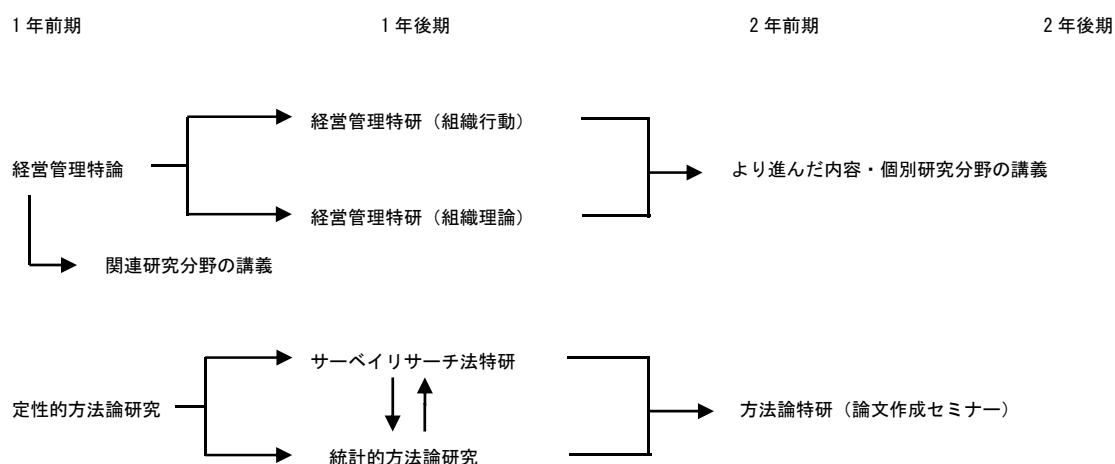 1年前期 1年後期 2年前期 2年後期
経営管理特研（組織行動）
経営管理特論 より進んだ内容・個別研究分野の講義
経営管理特研（組織理論）
関連研究分野の講義
サーベイリサーチ法特研
定性的方法論研究 方法論特研（論文作成セミナー）
統計的方法論研究